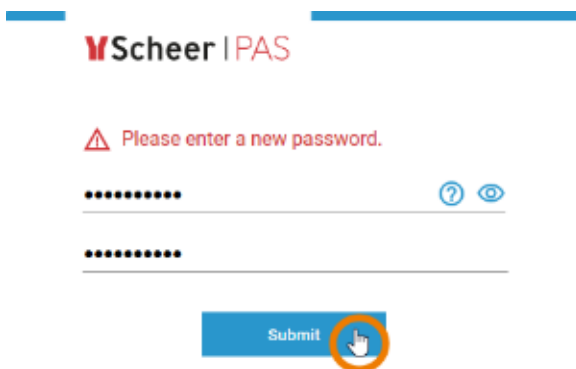 Scheer PAS
Please enter a new password.
••••••••••
••••••••••
Submit